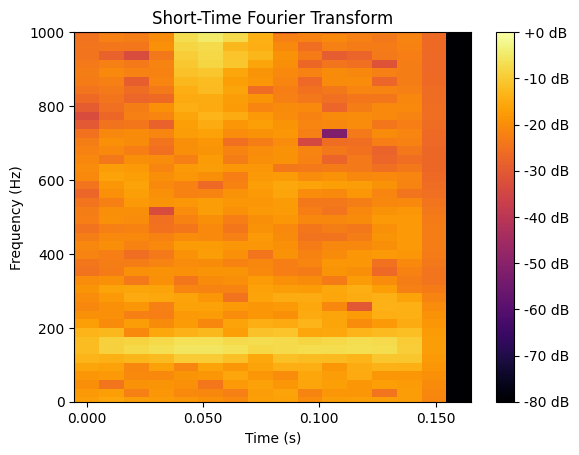 Short-Time Fourier Transform
1000
800
600
400
200
0
Frequency (Hz)
0.000
0.050
0.100
0.150
Time (s)
+0 dB
-10 dB
-20 dB
-30 dB
-40 dB
-50 dB
-60 dB
-70 dB
-80 dB